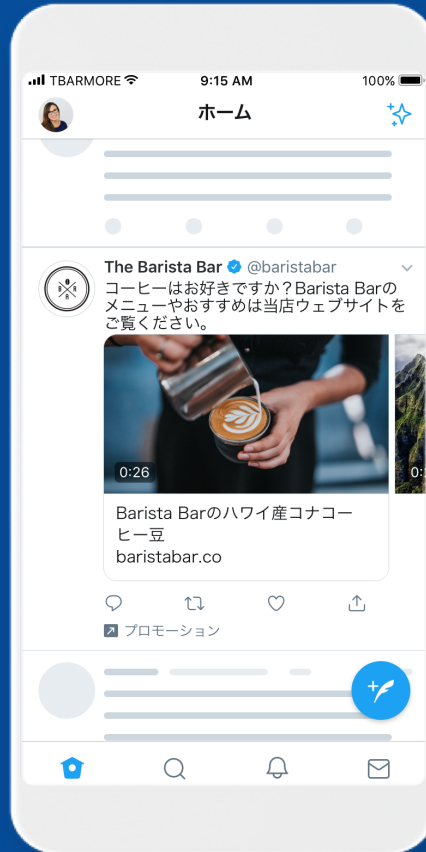 TBARMORE 9:15 AM 100%
ホーム
The Barista Bar @baristabar
コーヒーはお好きですか？Barista Barの
メニューやおすすめは当店ウェブサイトを
ご覧ください。
B A R
0:26
0:
Barista Barのハワイ産コナコー
ヒー豆
baristabar.co
プロモーション